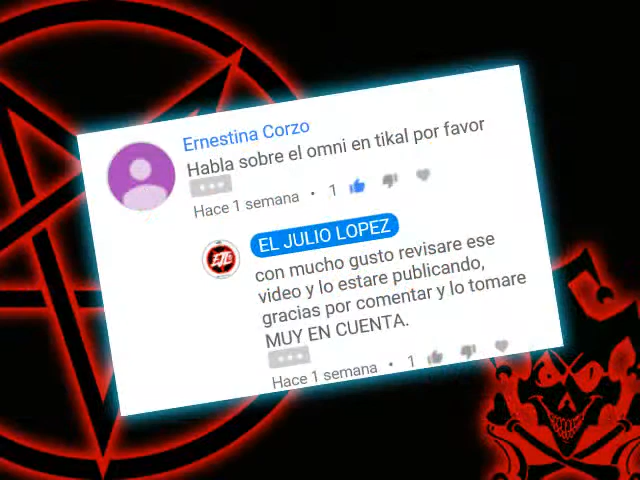 Ernestina Corzo
Habla sobre el omni en tikal por favor
Hace 1 semana • 1
EL JULIO LOPEZ
EJL
con mucho gusto revisare ese
video y lo estare publicando,
gracias por comentar y lo tomare
MUY EN CUENTA.
Hace 1 semana • 1